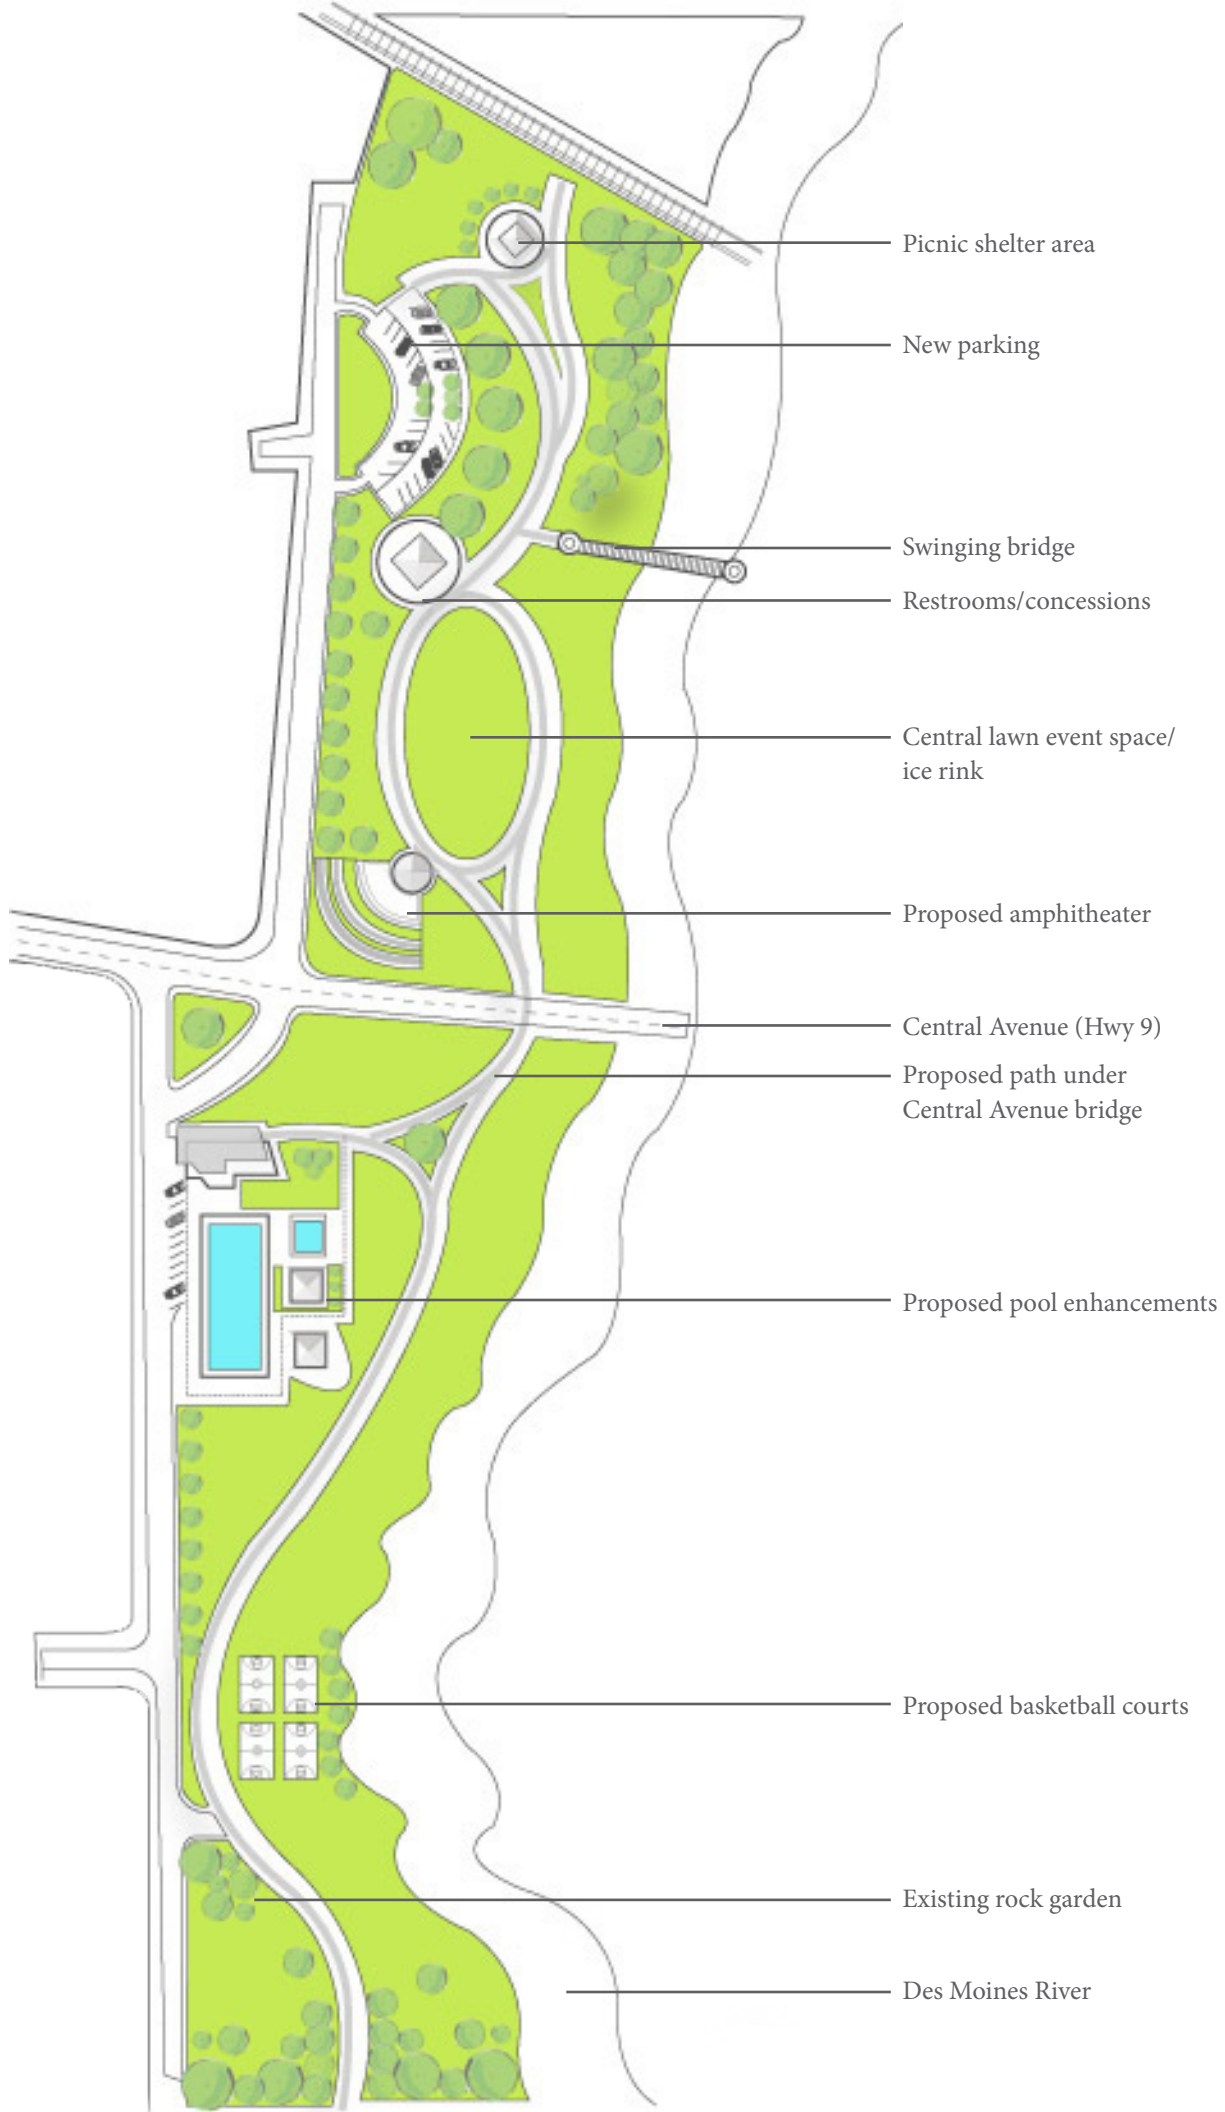 Picnic shelter area
New parking
Swinging bridge
Restrooms/concessions
Central lawn event space/
ice rink
Proposed amphitheater
Central Avenue (Hwy 9)
Proposed path under
Central Avenue bridge
Proposed pool enhancements
Proposed basketball courts
Existing rock garden
Des Moines River